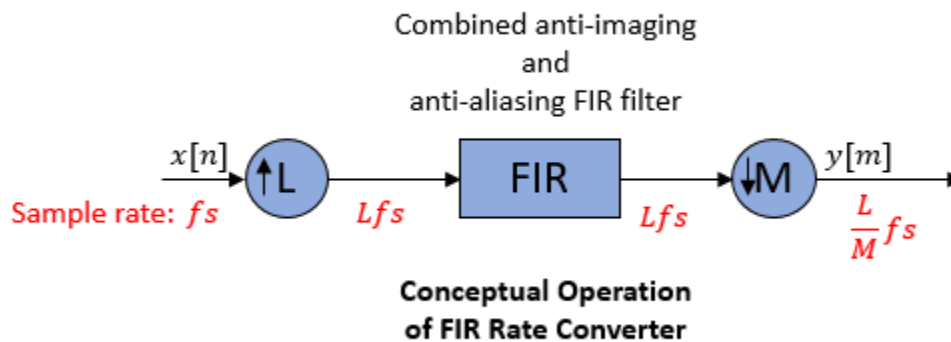 Combined anti-imaging
and
anti-aliasing FIR filter
x[n] ↑L FIR ↓M y[m]
Sample rate: fs Lfs Lfs L/M fs
Conceptual Operation
of FIR Rate Converter